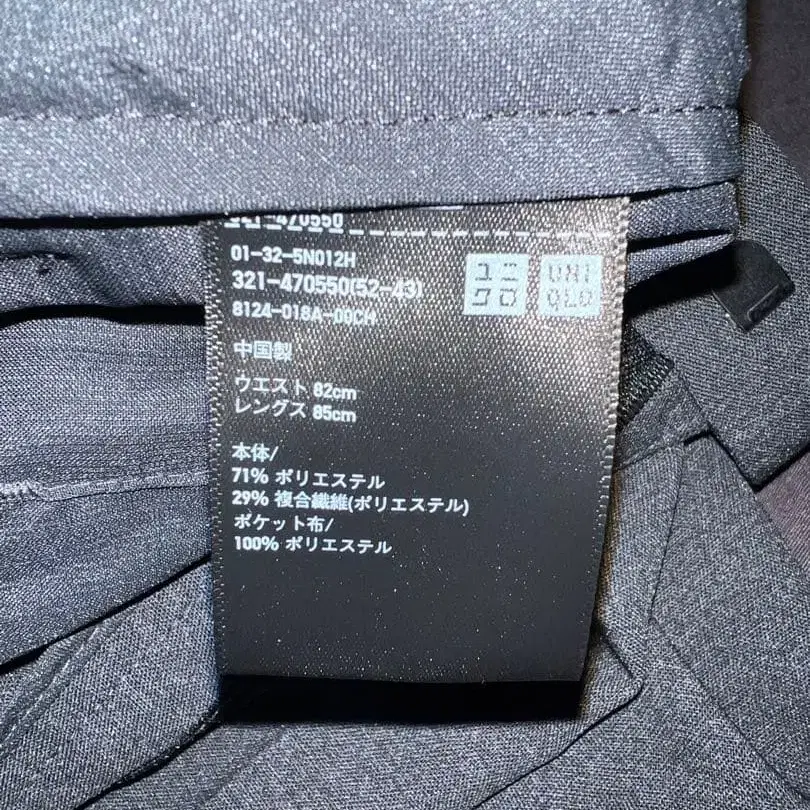 321-470550
01-32-5N012H
321-470550(52-43)
8124-018A-00CH
ユニ
クロ
UNI
QLO
中国製
ウエスト 82cm
レングス 85cm
本体/
71% ポリエステル
29% 複合繊維(ポリエステル)
ポケット布/
100% ポリエステル